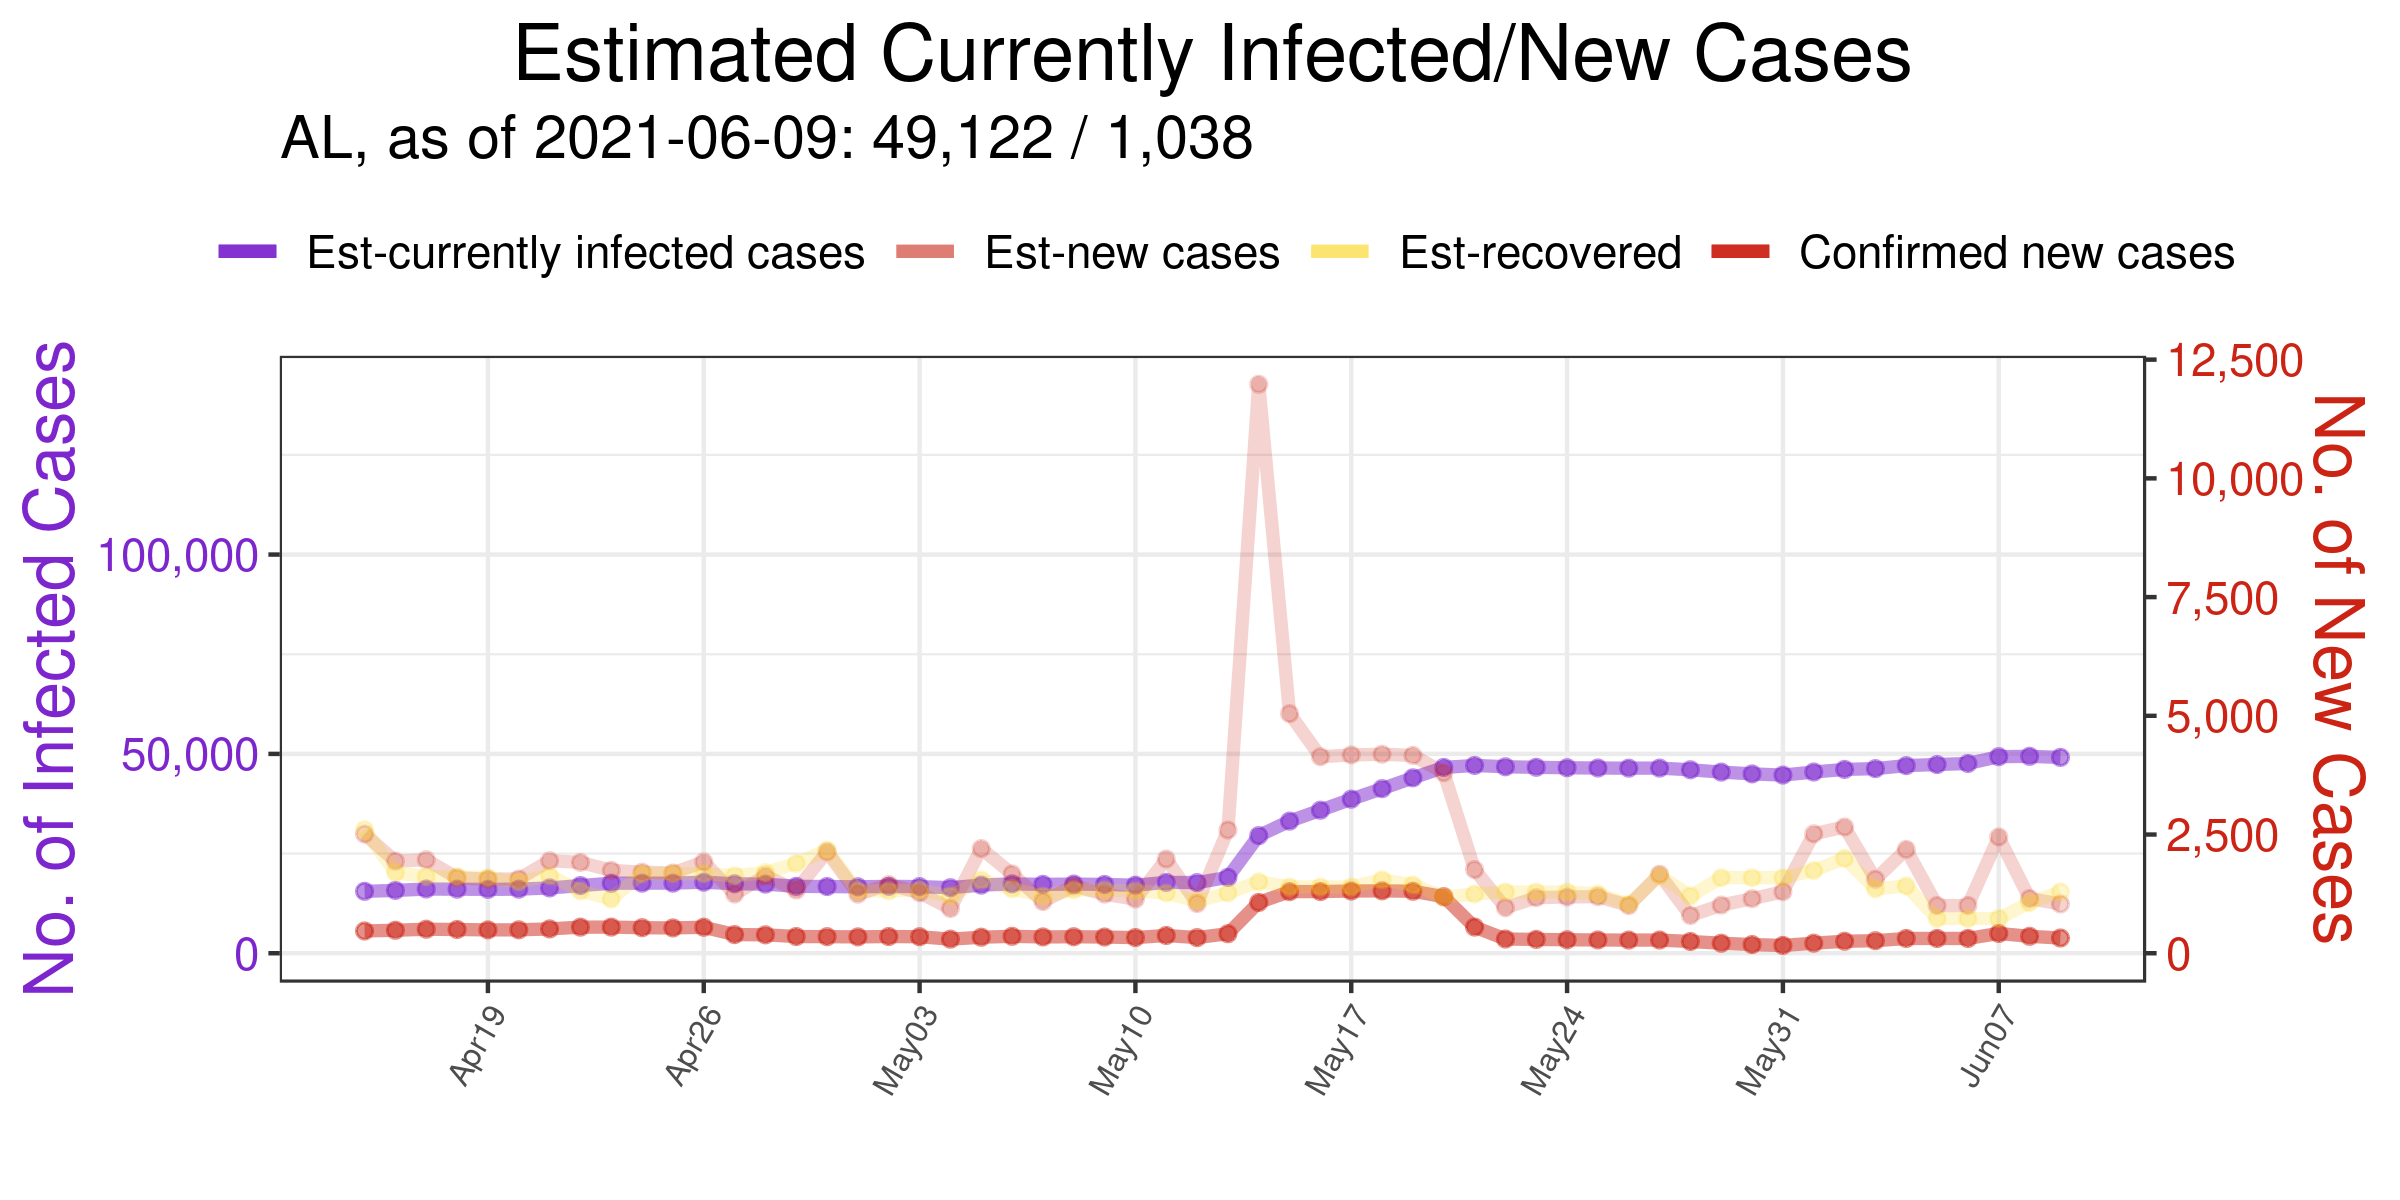 Estimated Currently Infected/New Cases
AL, as of 2021-06-09: 49,122 / 1,038
Est-currently infected cases Est-new cases Est-recovered Confirmed new cases
No. of Infected Cases
100,000
50,000
0
12,500
10,000
7,500
5,000
2,500
0
No. of New Cases
Apr19
Apr26
May03
May10
May17
May24
May31
Jun07